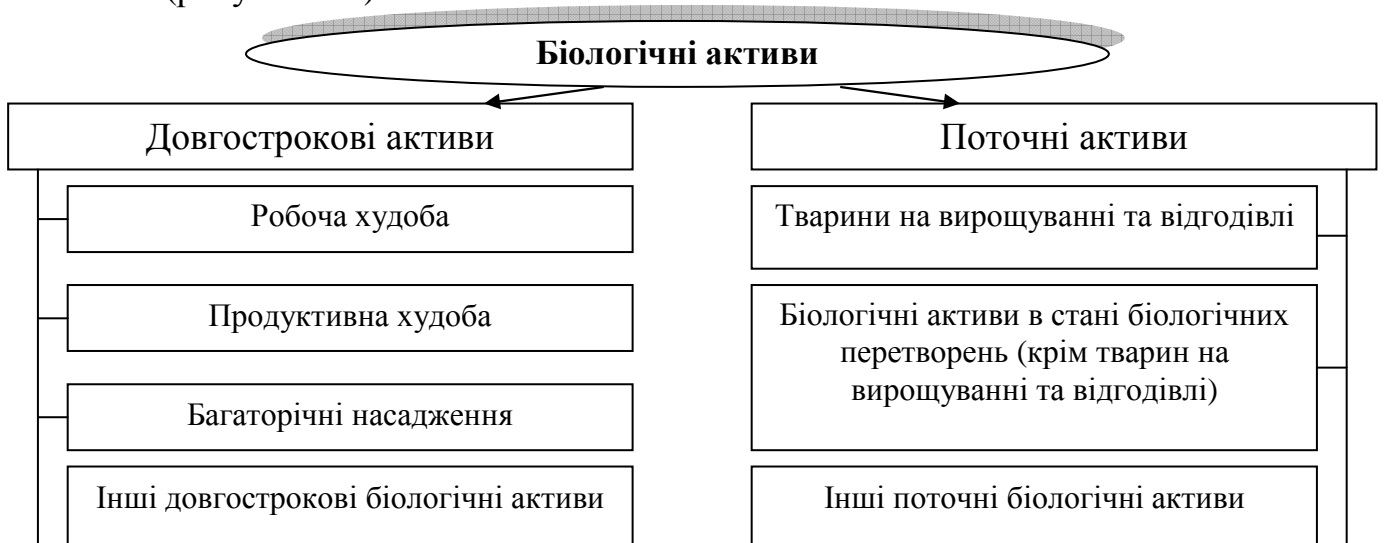 Біологічні активи
Довгострокові активи
Робоча худоба
Продуктивна худоба
Багаторічні насадження
Інші довгострокові біологічні активи
Поточні активи
Тварини на вирощуванні та відгодівлі
Біологічні активи в стані біологічних
перетворень (крім тварин на
вирощуванні та відгодівлі)
Інші поточні біологічні активи